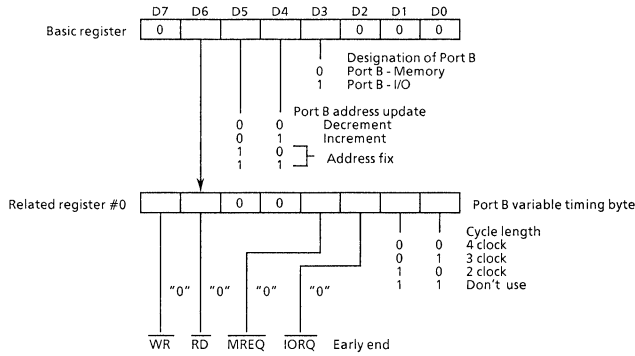 D7 D6 D5 D4 D3 D2 D1 D0
Basic register 0 0 0 0
Designation of Port B
0 Port B - Memory
1 Port B - I/O
Port B address update
0 0 Decrement
0 1 Increment
1 0
Address fix
1 1
Related register #0 0 0 Port B variable timing byte
Cycle length
0 0 4 clock
0 1 3 clock
1 0 2 clock
1 1 Don't use
"0" "0" "0" "0"
WR RD MREQ IORQ Early end